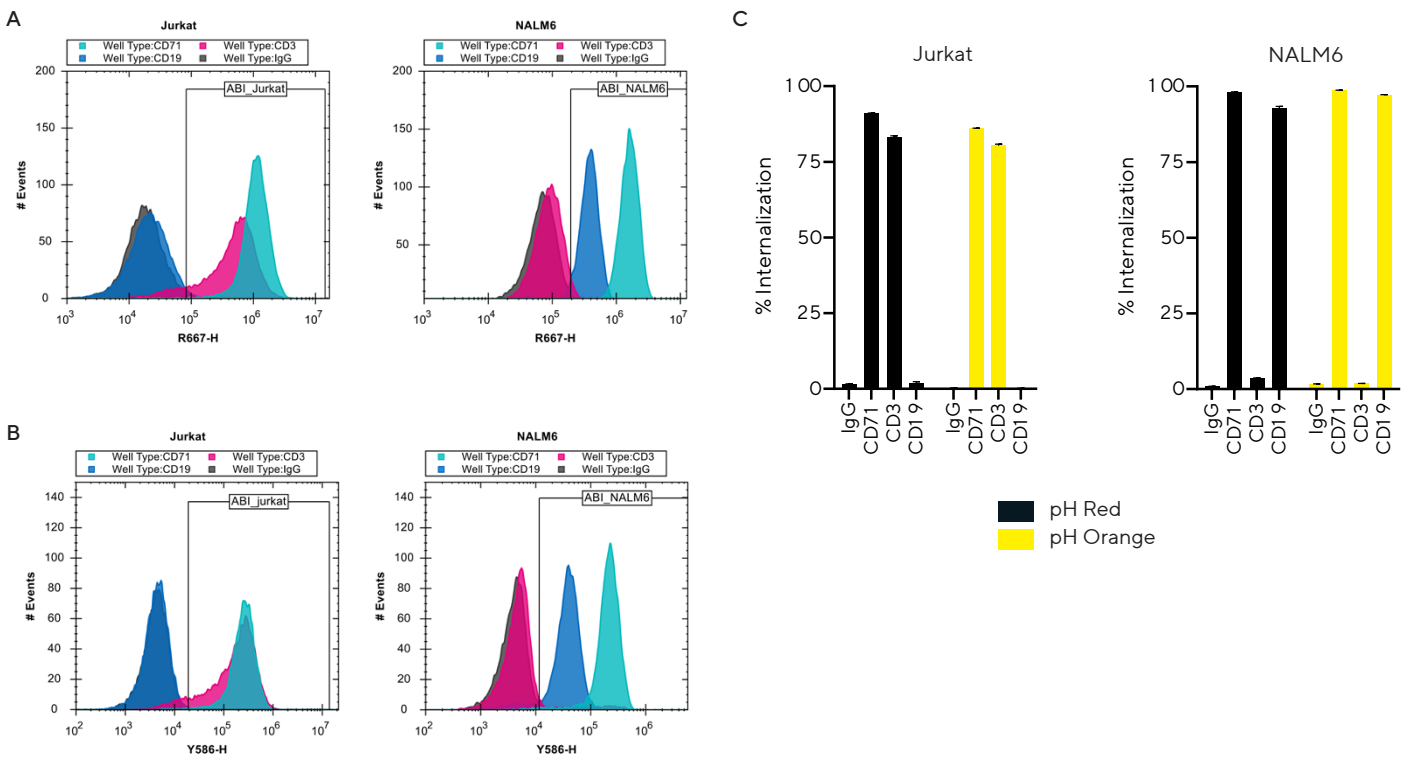 A
Jurkat
Well Type:CD71 Well Type:CD3
Well Type:CD19 Well Type:IgG
ABI_Jurkat
200
150
100
50
0
# Events
103 104 105 106 107
R667-H
NALM6
Well Type:CD71 Well Type:CD3
Well Type:CD19 Well Type:IgG
ABI_NALM6
200
150
100
50
# Events
103 104 105 106 107
R667-H
B
Jurkat
Well Type:CD71 Well Type:CD3
Well Type:CD19 Well Type:IgG
ABI_jurkat
140
120
100
80
60
40
20
0
# Events
102 103 104 105 106 107
Y586-H
NALM6
Well Type:CD71 Well Type:CD3
Well Type:CD19 Well Type:IgG
ABI_NALM6
140
120
100
80
60
40
20
0
# Events
102 103 104 105 106
Y586-H
C
Jurkat
100
75
50
25
0
% Internalization
IgG CD71 CD3 CD19 IgG CD71 CD3 CD19
NALM6
100
75
50
25
0
% Internalization
IgG CD71 CD3 CD19 IgG CD71 CD3 CD19
pH Red
pH Orange